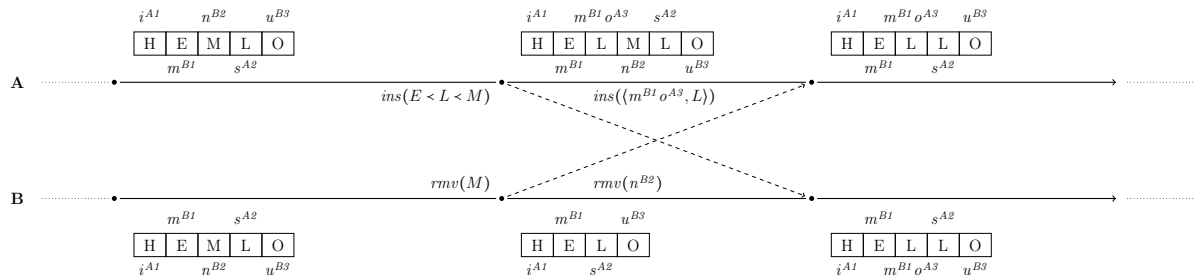 i^{A1} n^{B2} u^{B3} i^{A1} m^{B1}o^{A3} s^{A2} i^{A1} m^{B1}o^{A3} u^{B3}
H E M L O H E L M L O H E L L O
m^{B1} s^{A2} m^{B1} n^{B2} u^{B3} m^{B1} s^{A2}
A
ins(E ≺ L ≺ M) ins(⟨m^{B1}o^{A3}, L⟩)
rmv(M) rmv(n^{B2})
B
m^{B1} s^{A2} m^{B1} u^{B3} m^{B1} s^{A2}
H E M L O H E L O H E L L O
i^{A1} n^{B2} u^{B3} i^{A1} s^{A2} i^{A1} m^{B1}o^{A3} u^{B3}